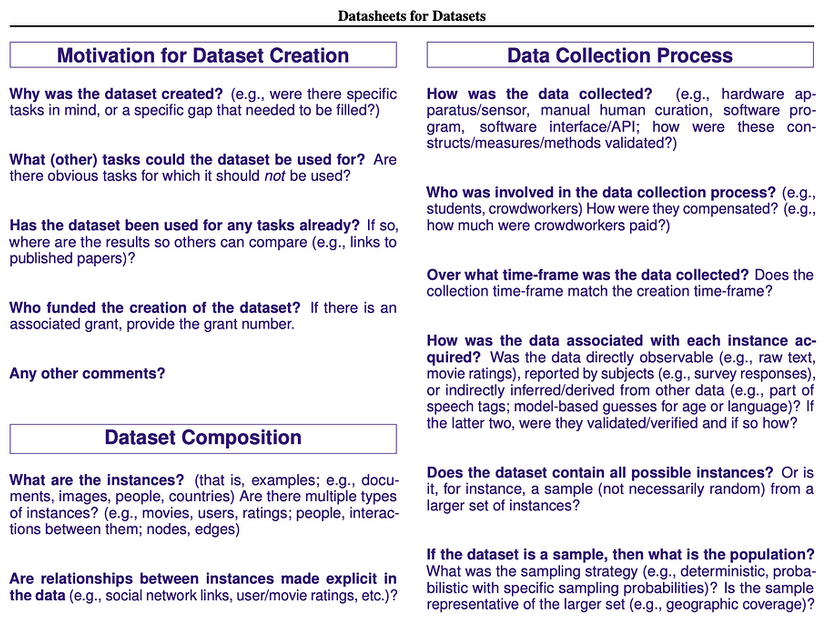 Datasheets for Datasets
Motivation for Dataset Creation
Why was the dataset created? (e.g., were there specific
tasks in mind, or a specific gap that needed to be filled?)
What (other) tasks could the dataset be used for? Are
there obvious tasks for which it should not be used?
Has the dataset been used for any tasks already? If so,
where are the results so others can compare (e.g., links to
published papers)?
Who funded the creation of the dataset? If there is an
associated grant, provide the grant number.
Any other comments?
Dataset Composition
What are the instances? (that is, examples; e.g., docu-
ments, images, people, countries) Are there multiple types
of instances? (e.g., movies, users, ratings; people, interac-
tions between them; nodes, edges)
Are relationships between instances made explicit in
the data (e.g., social network links, user/movie ratings, etc.)?
Data Collection Process
How was the data collected? (e.g., hardware ap-
paratus/sensor, manual human curation, software pro-
gram, software interface/API; how were these con-
structs/measures/methods validated?)
Who was involved in the data collection process? (e.g.,
students, crowdworkers) How were they compensated? (e.g.,
how much were crowdworkers paid?)
Over what time-frame was the data collected? Does the
collection time-frame match the creation time-frame?
How was the data associated with each instance ac-
quired? Was the data directly observable (e.g., raw text,
movie ratings), reported by subjects (e.g., survey responses),
or indirectly inferred/derived from other data (e.g., part of
speech tags; model-based guesses for age or language)? If
the latter two, were they validated/verified and if so how?
Does the dataset contain all possible instances? Or is
it, for instance, a sample (not necessarily random) from a
larger set of instances?
If the dataset is a sample, then what is the population?
What was the sampling strategy (e.g., deterministic, proba-
bilistic with specific sampling probabilities)? Is the sample
representative of the larger set (e.g., geographic coverage)?